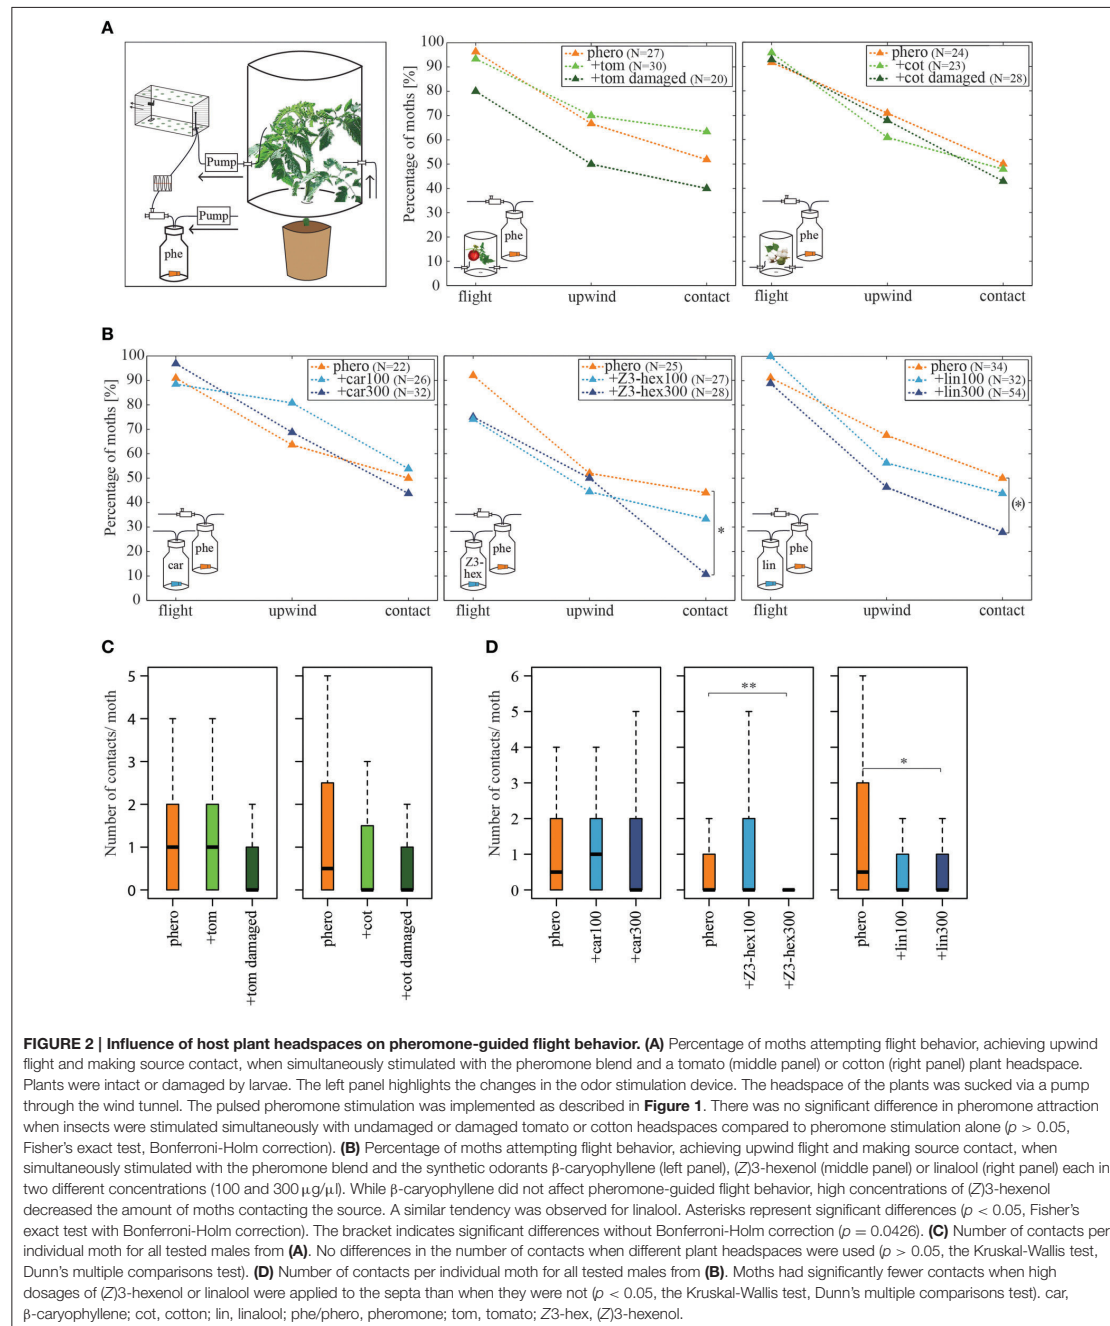 A
Pump
Pump
phe
Percentage of moths [%]
100
90
80
70
60
50
40
30
20
10
0
phero (N=27)
+tom (N=30)
+tom damaged (N=20)
phe
flight upwind contact
phero (N=24)
+cot (N=23)
+cot damaged (N=28)
phe
flight upwind contact
B
Percentage of moths [%]
100
90
80
70
60
50
40
30
20
10
0
phero (N=22)
+car100 (N=26)
+car300 (N=32)
phe
car
flight upwind contact
phero (N=25)
+Z3-hex100 (N=27)
+Z3-hex300 (N=28)
*
phe
Z3-
hex
flight upwind contact
phero (N=34)
+lin100 (N=32)
+lin300 (N=54)
(*)
phe
lin
flight upwind contact
C
Number of contacts/ moth
5
4
3
2
1
0
phero
+tom
+tom damaged
phero
+cot
+cot damaged
D
Number of contacts/ moth
6
5
4
3
2
1
0
phero
+car100
+car300
**
phero
+Z3-hex100
+Z3-hex300
*
phero
+lin100
+lin300
FIGURE 2 | Influence of host plant headspaces on pheromone-guided flight behavior. (A) Percentage of moths attempting flight behavior, achieving upwind
flight and making source contact, when simultaneously stimulated with the pheromone blend and a tomato (middle panel) or cotton (right panel) plant headspace.
Plants were intact or damaged by larvae. The left panel highlights the changes in the odor stimulation device. The headspace of the plants was sucked via a pump
through the wind tunnel. The pulsed pheromone stimulation was implemented as described in Figure 1. There was no significant difference in pheromone attraction
when insects were stimulated simultaneously with undamaged or damaged tomato or cotton headspaces compared to pheromone stimulation alone (p > 0.05,
Fisher's exact test, Bonferroni-Holm correction). (B) Percentage of moths attempting flight behavior, achieving upwind flight and making source contact, when
simultaneously stimulated with the pheromone blend and the synthetic odorants β-caryophyllene (left panel), (Z)3-hexenol (middle panel) or linalool (right panel) each in
two different concentrations (100 and 300 μg/μl). While β-caryophyllene did not affect pheromone-guided flight behavior, high concentrations of (Z)3-hexenol
decreased the amount of moths contacting the source. A similar tendency was observed for linalool. Asterisks represent significant differences (p < 0.05, Fisher's
exact test with Bonferroni-Holm correction). The bracket indicates significant differences without Bonferroni-Holm correction (p = 0.0426). (C) Number of contacts per
individual moth for all tested males from (A). No differences in the number of contacts when different plant headspaces were used (p > 0.05, the Kruskal-Wallis test,
Dunn's multiple comparisons test). (D) Number of contacts per individual moth for all tested males from (B). Moths had significantly fewer contacts when high
dosages of (Z)3-hexenol or linalool were applied to the septa than when they were not (p < 0.05, the Kruskal-Wallis test, Dunn's multiple comparisons test). car,
β-caryophyllene; cot, cotton; lin, linalool; phe/phero, pheromone; tom, tomato; Z3-hex, (Z)3-hexenol.